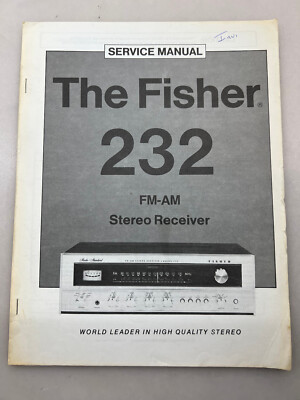 SERVICE MANUAL
The Fisher®
232
FM-AM
Stereo Receiver
FISHER
WORLD LEADER IN HIGH QUALITY STEREO